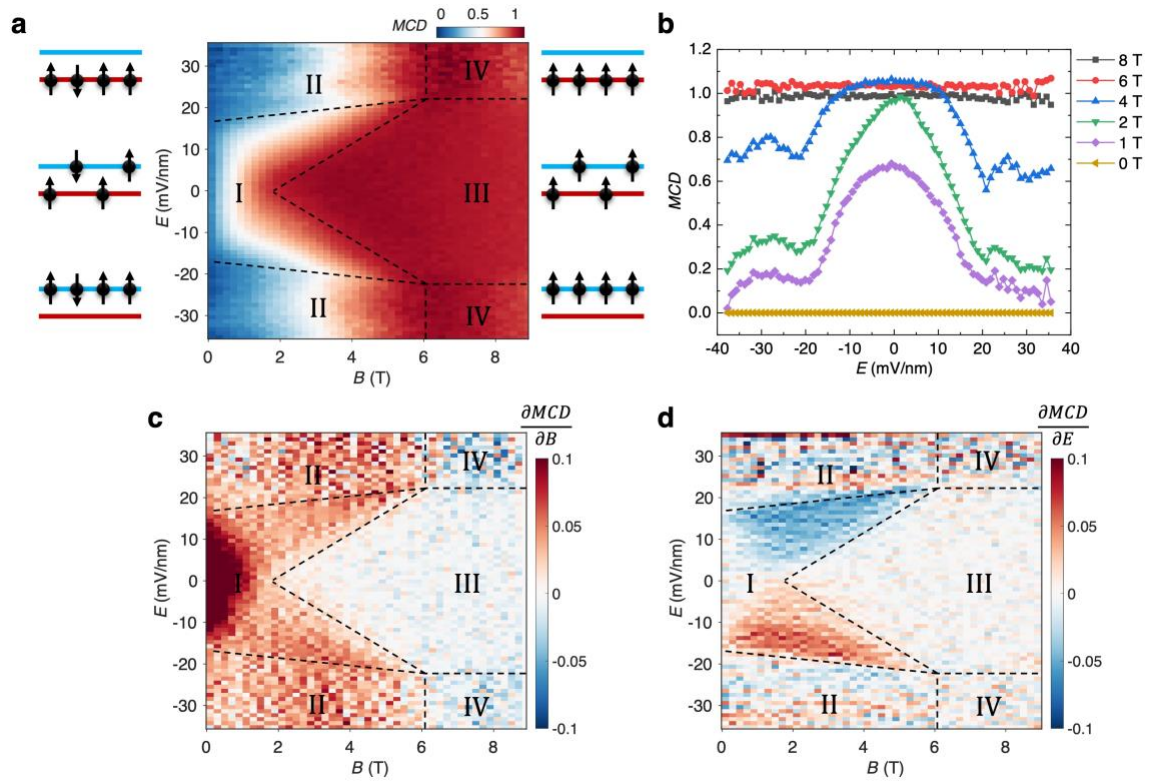 a
MCD
0 0.5 1
E (mV/nm)
30
20
10
0
-10
-20
-30
II
IV
I
III
II
IV
0 2 4 6 8
B (T)
b
MCD
1.2
1.0
0.8
0.6
0.4
0.2
0.0
-40 -30 -20 -10 0 10 20 30 40
E (mV/nm)
8 T
6 T
4 T
2 T
1 T
0 T
c
∂MCD
∂B
E (mV/nm)
30
20
10
0
-10
-20
-30
II
IV
I
III
II
IV
0 2 4 6 8
B (T)
0.1
0.05
0
-0.05
-0.1
d
∂MCD
∂E
E (mV/nm)
30
20
10
0
-10
-20
-30
II
IV
I
III
II
IV
0 2 4 6 8
B (T)
0.1
0.05
0
-0.05
-0.1